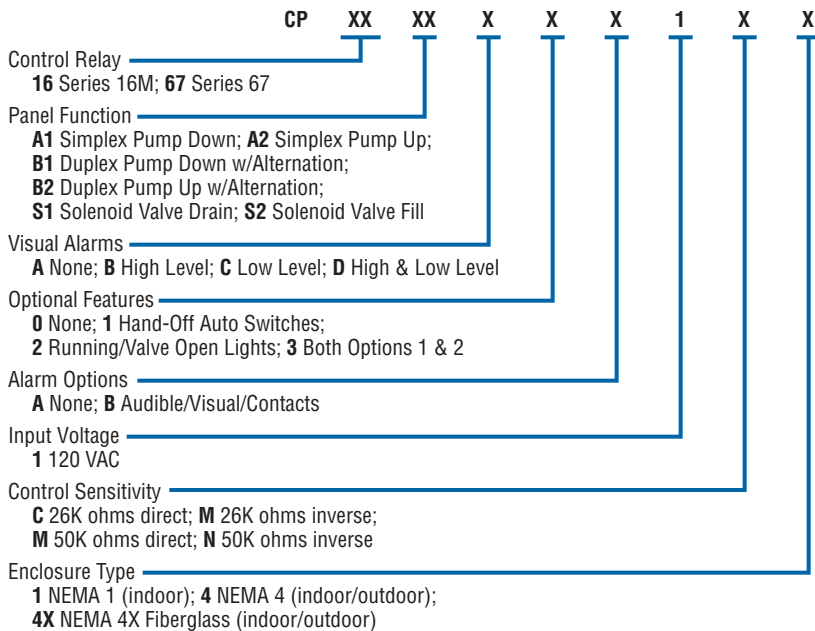 CP XX XX X X X 1 X X
Control Relay
16 Series 16M; 67 Series 67
Panel Function
A1 Simplex Pump Down; A2 Simplex Pump Up;
B1 Duplex Pump Down w/Alternation;
B2 Duplex Pump Up w/Alternation;
S1 Solenoid Valve Drain; S2 Solenoid Valve Fill
Visual Alarms
A None; B High Level; C Low Level; D High & Low Level
Optional Features
0 None; 1 Hand-Off Auto Switches;
2 Running/Valve Open Lights; 3 Both Options 1 & 2
Alarm Options
A None; B Audible/Visual/Contacts
Input Voltage
1 120 VAC
Control Sensitivity
C 26K ohms direct; M 26K ohms inverse;
M 50K ohms direct; N 50K ohms inverse
Enclosure Type
1 NEMA 1 (indoor); 4 NEMA 4 (indoor/outdoor);
4X NEMA 4X Fiberglass (indoor/outdoor)